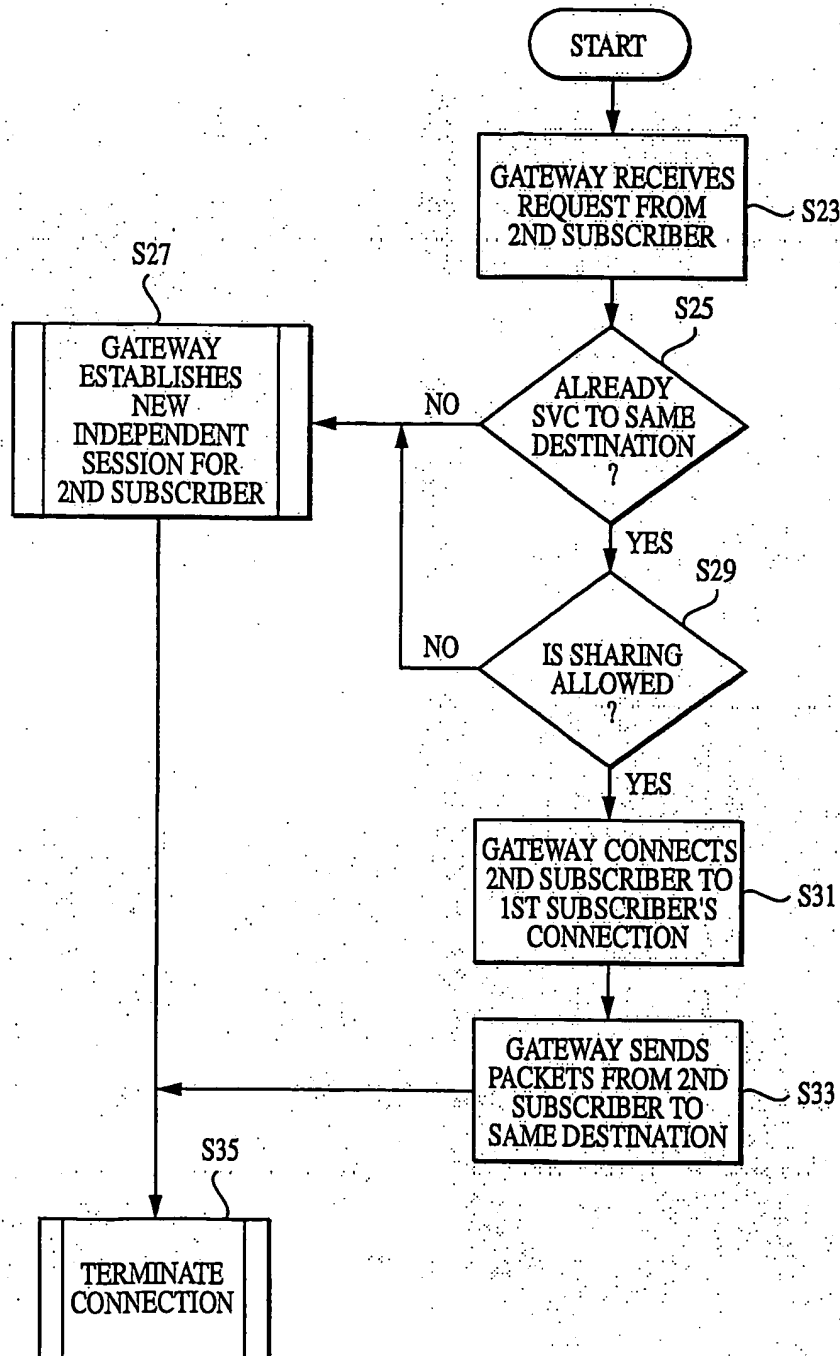 START
GATEWAY RECEIVES
REQUEST FROM
2ND SUBSCRIBER
S23
S25
ALREADY
SVC TO SAME
DESTINATION
?
NO
YES
S27
GATEWAY
ESTABLISHES
NEW
INDEPENDENT
SESSION FOR
2ND SUBSCRIBER
S29
IS SHARING
ALLOWED
?
NO
YES
GATEWAY CONNECTS
2ND SUBSCRIBER TO
1ST SUBSCRIBER'S
CONNECTION
S31
GATEWAY SENDS
PACKETS FROM 2ND
SUBSCRIBER TO
SAME DESTINATION
S33
S35
TERMINATE
CONNECTION